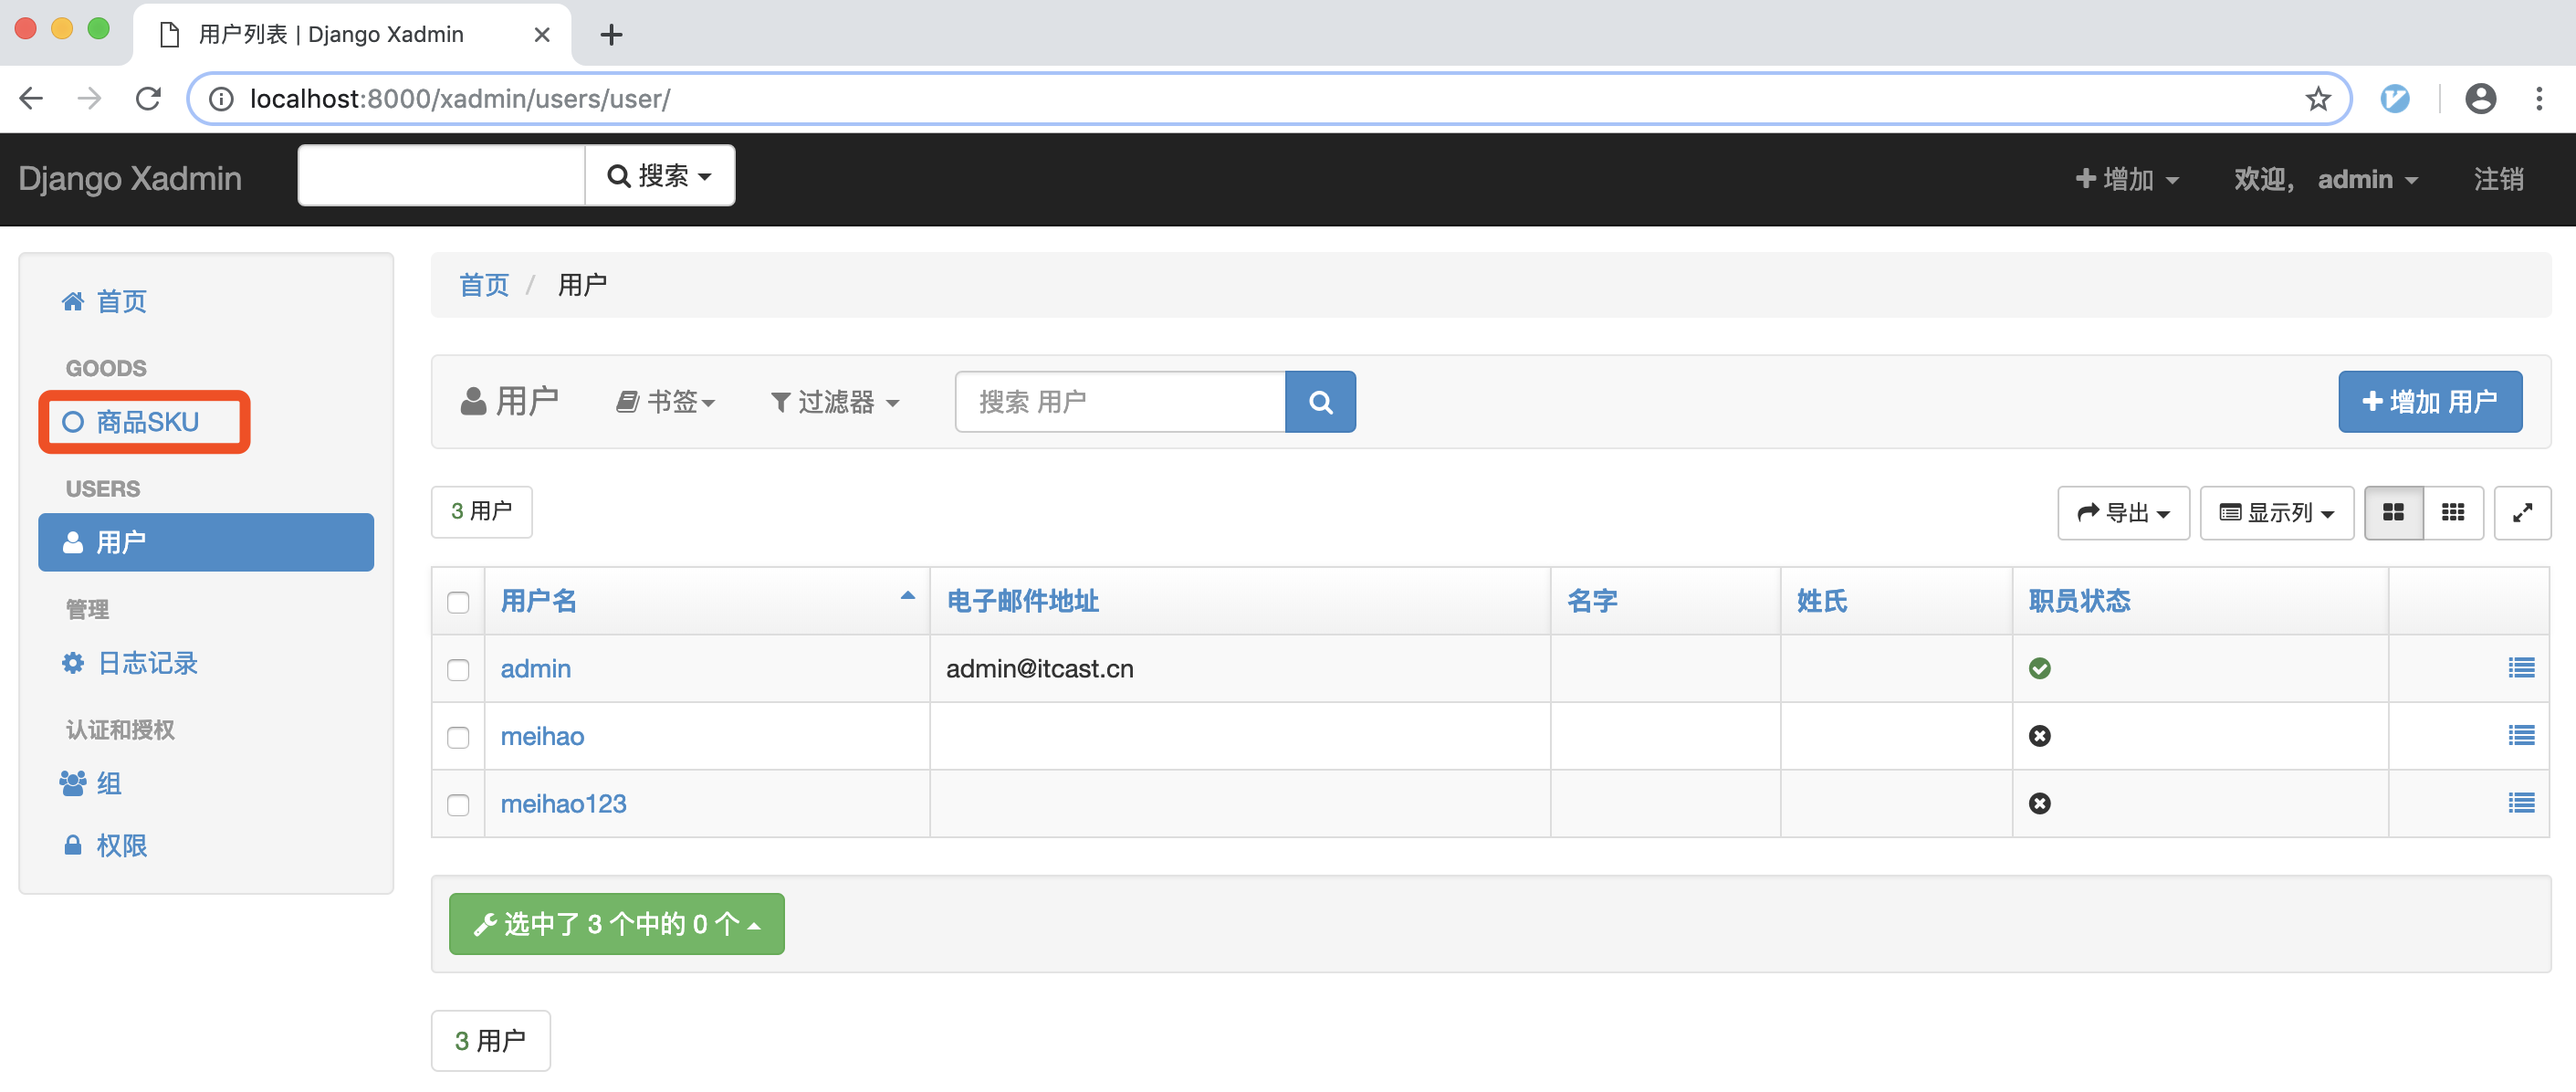 用户列表 | Django Xadmin
localhost:8000/xadmin/users/user/
Django Xadmin
搜索
增加
欢迎， admin
注销
首页
GOODS
商品SKU
USERS
用户
管理
日志记录
认证和授权
组
权限
首页 / 用户
用户
书签
过滤器
搜索 用户
增加 用户
3 用户
导出
显示列
用户名 电子邮件地址 名字 姓氏 职员状态
admin admin@itcast.cn
meihao
meihao123
选中了 3 个中的 0 个
3 用户